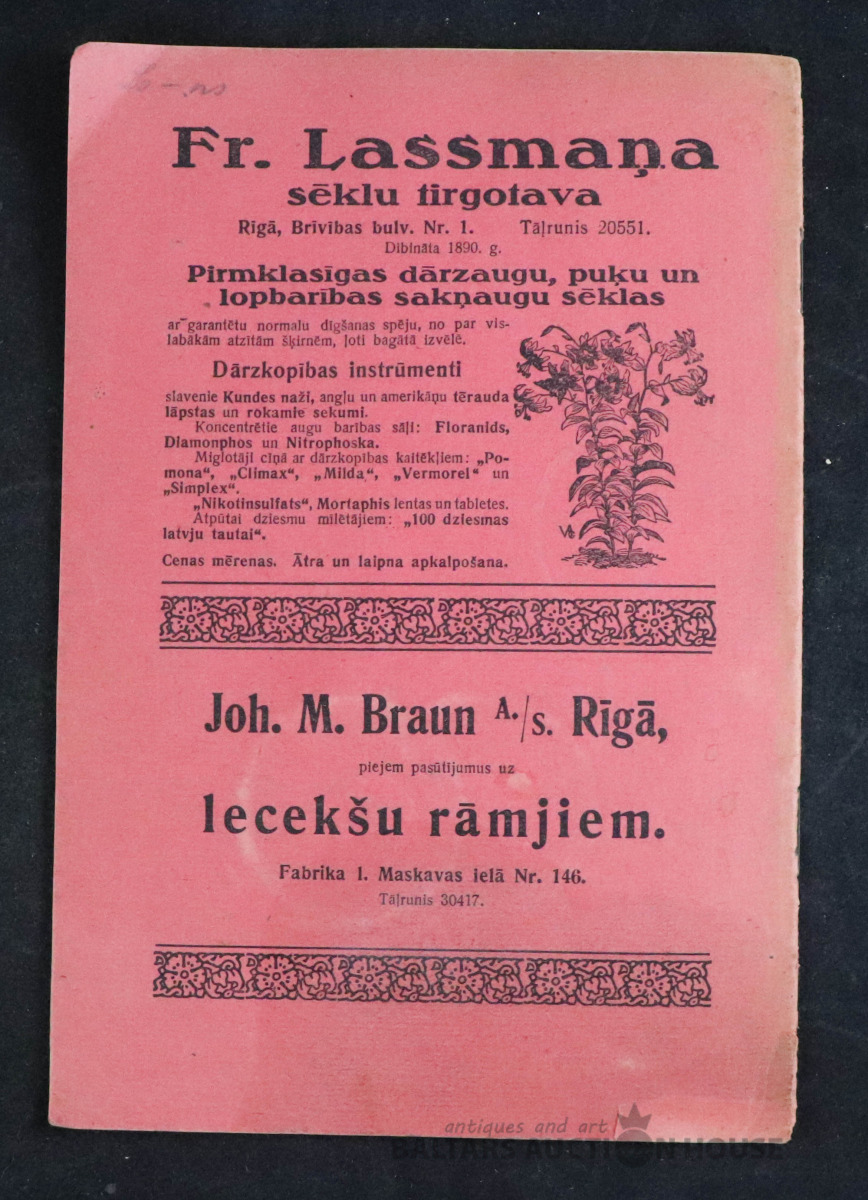 Fr. Lassmaņa
sēklu tirgotava
Rīgā, Brīvības bulv. Nr. 1. Tāļrunis 20551.
Dibināta 1890. g.
Pirmklasīgas dārzaugu, puķu un
lopbarības sakņaugu sēklas
ar garantētu normalu dīgšanas spēju, no par vis-
labākām atzītām šķirnēm, ļoti bagātā izvēlē.
Dārzkopības instrūmenti
slavenie Kundes naži, angļu un amerikāņu tērauda
lāpstas un rokamie sekumi.
Koncentrētie augu barības sāļi: Floranids,
Diamonphos un Nitrophoska.
Miglotāji cīņā ar dārzkopības kaitēkļiem: „Po-
mona“, „Climax“, „Milda“, „Vermorel“ un
„Simplex“.
„Nikotinsulfats“, Mortaphis lentas un tabletes.
Atpūtai dziesmu mīlētājiem: „100 dziesmas
latvju tautai“.
Cenas mērenas. Ātra un laipna apkalpošana.
Joh. M. Braun A./s. Rīgā,
pieņem pasūtījumus uz
lecekšu rāmjiem.
Fabrika l. Maskavas ielā Nr. 146.
Tāļrunis 30417.
antiques and art
BALTARS AUCTION HOUSE